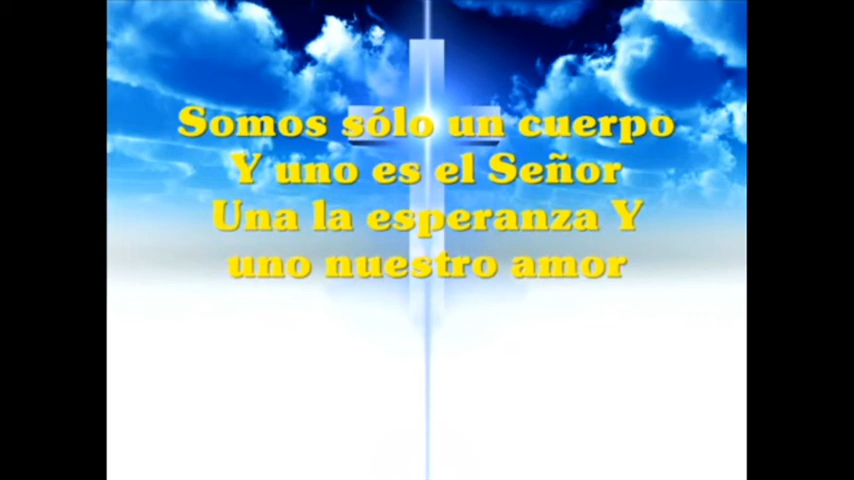 Somos sólo un cuerpo
Y uno es el Señor
Una la esperanza Y
uno nuestro amor